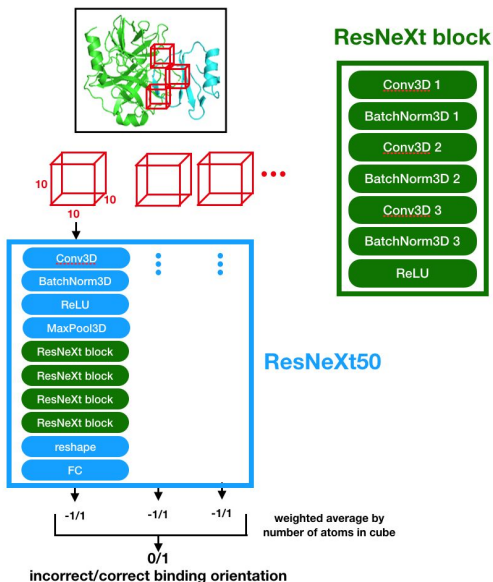 ResNeXt block
Conv3D 1
BatchNorm3D 1
Conv3D 2
BatchNorm3D 2
Conv3D 3
BatchNorm3D 3
ReLU
10
10
10
Conv3D
BatchNorm3D
ReLU
MaxPool3D
ResNeXt block
ResNeXt block
ResNeXt block
ResNeXt block
reshape
FC
ResNeXt50
-1/1
-1/1
-1/1
weighted average by
number of atoms in cube
0/1
incorrect/correct binding orientation